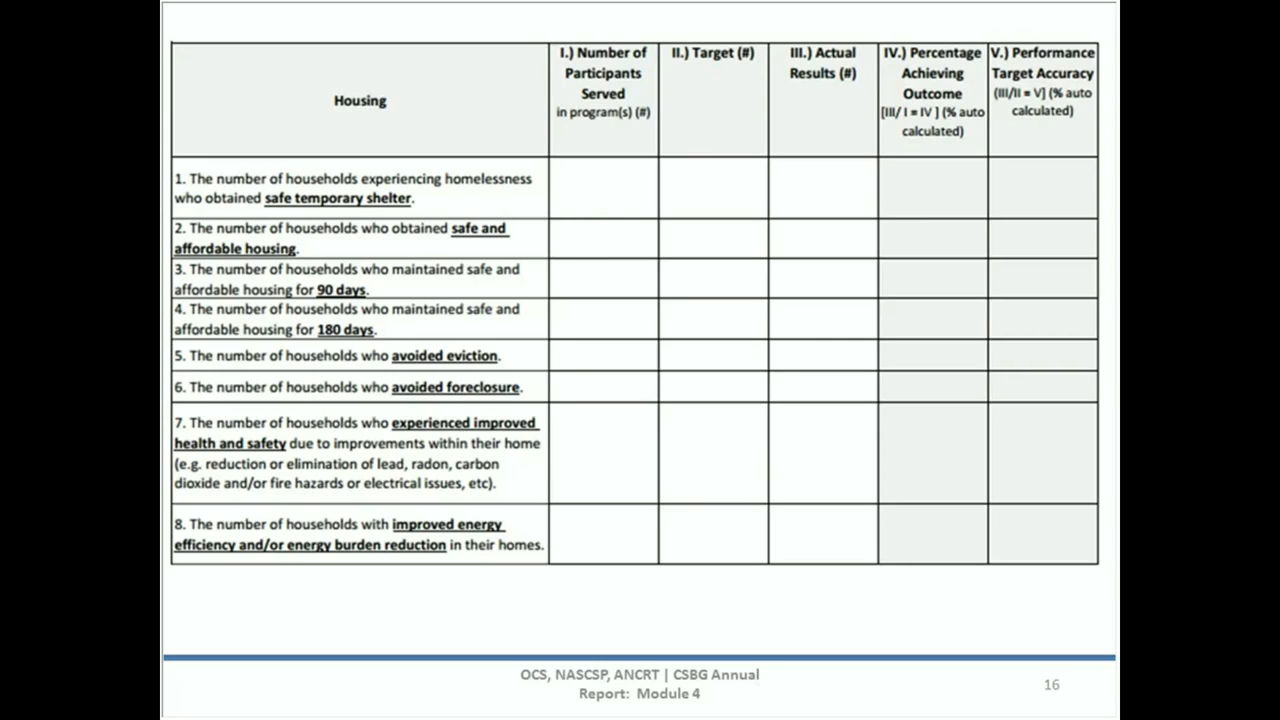 Housing
I.) Number of
Participants
Served
in program(s) (#)
II.) Target (#)
III.) Actual
Results (#)
IV.) Percentage
Achieving
Outcome
[III/ I = IV ] (% auto
calculated)
V.) Performance
Target Accuracy
(III/II = V] (% auto
calculated)
1. The number of households experiencing homelessness
who obtained safe temporary shelter.
2. The number of households who obtained safe and
affordable housing.
3. The number of households who maintained safe and
affordable housing for 90 days.
4. The number of households who maintained safe and
affordable housing for 180 days.
5. The number of households who avoided eviction.
6. The number of households who avoided foreclosure.
7. The number of households who experienced improved
health and safety due to improvements within their home
(e.g. reduction or elimination of lead, radon, carbon
dioxide and/or fire hazards or electrical issues, etc).
8. The number of households with improved energy
efficiency and/or energy burden reduction in their homes.
OCS, NASCSP, ANCRT | CSBG Annual
Report: Module 4
16